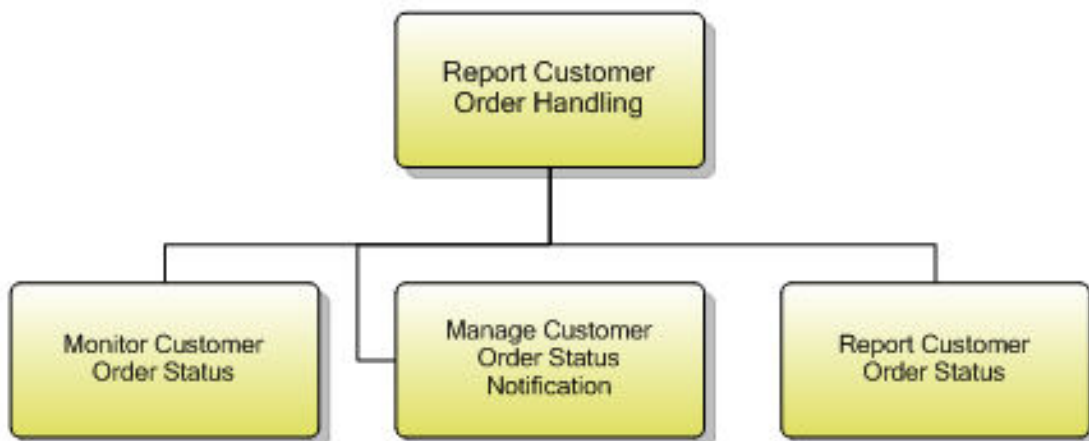 Report Customer
Order Handling
Monitor Customer
Order Status
Manage Customer
Order Status
Notification
Report Customer
Order Status